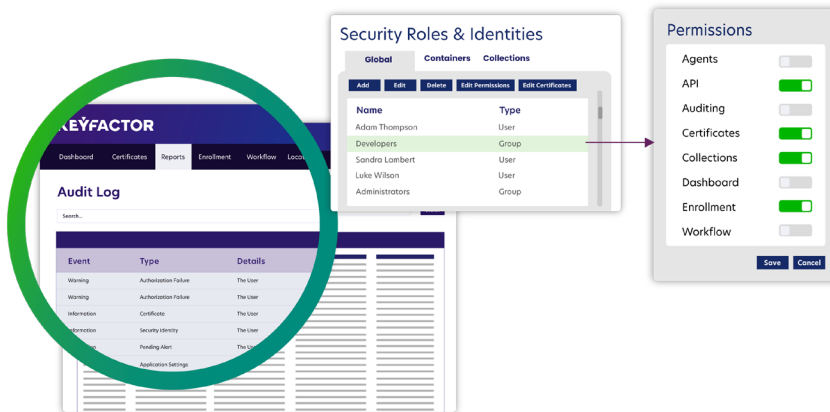 Security Roles & Identities
Global Containers Collections
Add Edit Delete Edit Permissions Edit Certificates
Name Type
Adam Thompson User
Developers Group
Sandra Lambert User
Luke Wilson User
Administrators Group
Permissions
Agents
API
Auditing
Certificates
Collections
Dashboard
Enrollment
Workflow
Save Cancel
KEYFACTOR
Dashboard Certificates Reports Enrollment Workflow
Audit Log
Search...
Event Type Details
Warning Authorization Failure The User
Warning Authorization Failure The User
Information Certificate The User
Information Security Identity The User
Pending Alert The User
Application Settings